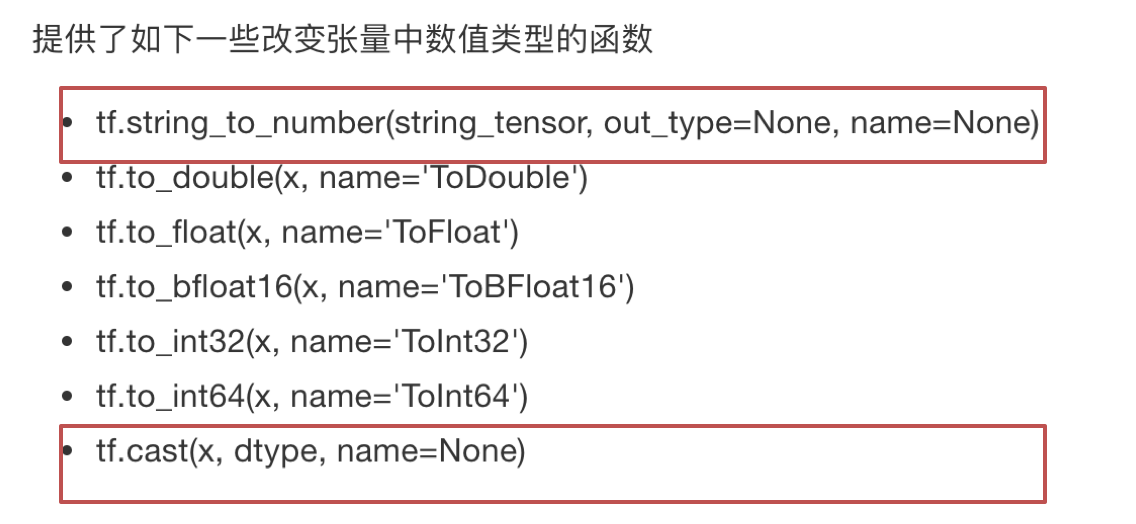 提供了如下一些改变张量中数值类型的函数
• tf.string_to_number(string_tensor, out_type=None, name=None)
• tf.to_double(x, name='ToDouble')
• tf.to_float(x, name='ToFloat')
• tf.to_bfloat16(x, name='ToBFloat16')
• tf.to_int32(x, name='ToInt32')
• tf.to_int64(x, name='ToInt64')
• tf.cast(x, dtype, name=None)